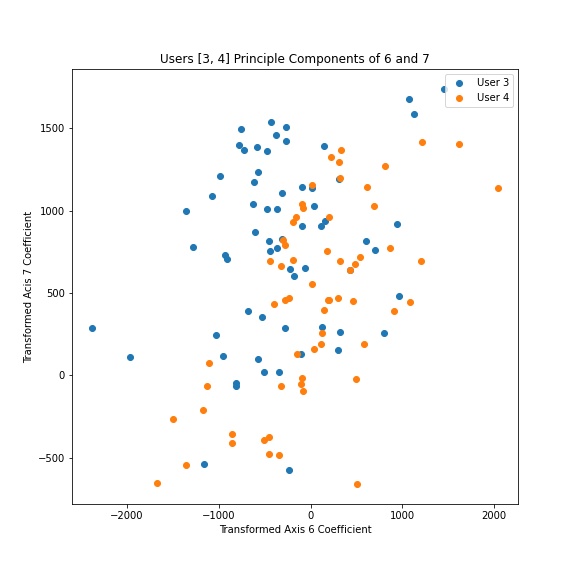 Users [3, 4] Principle Components of 6 and 7
User 3
User 4
Transformed Acis 7 Coefficient
1500
1000
500
0
−500
−2000
−1000
0
1000
2000
Transformed Axis 6 Coefficient